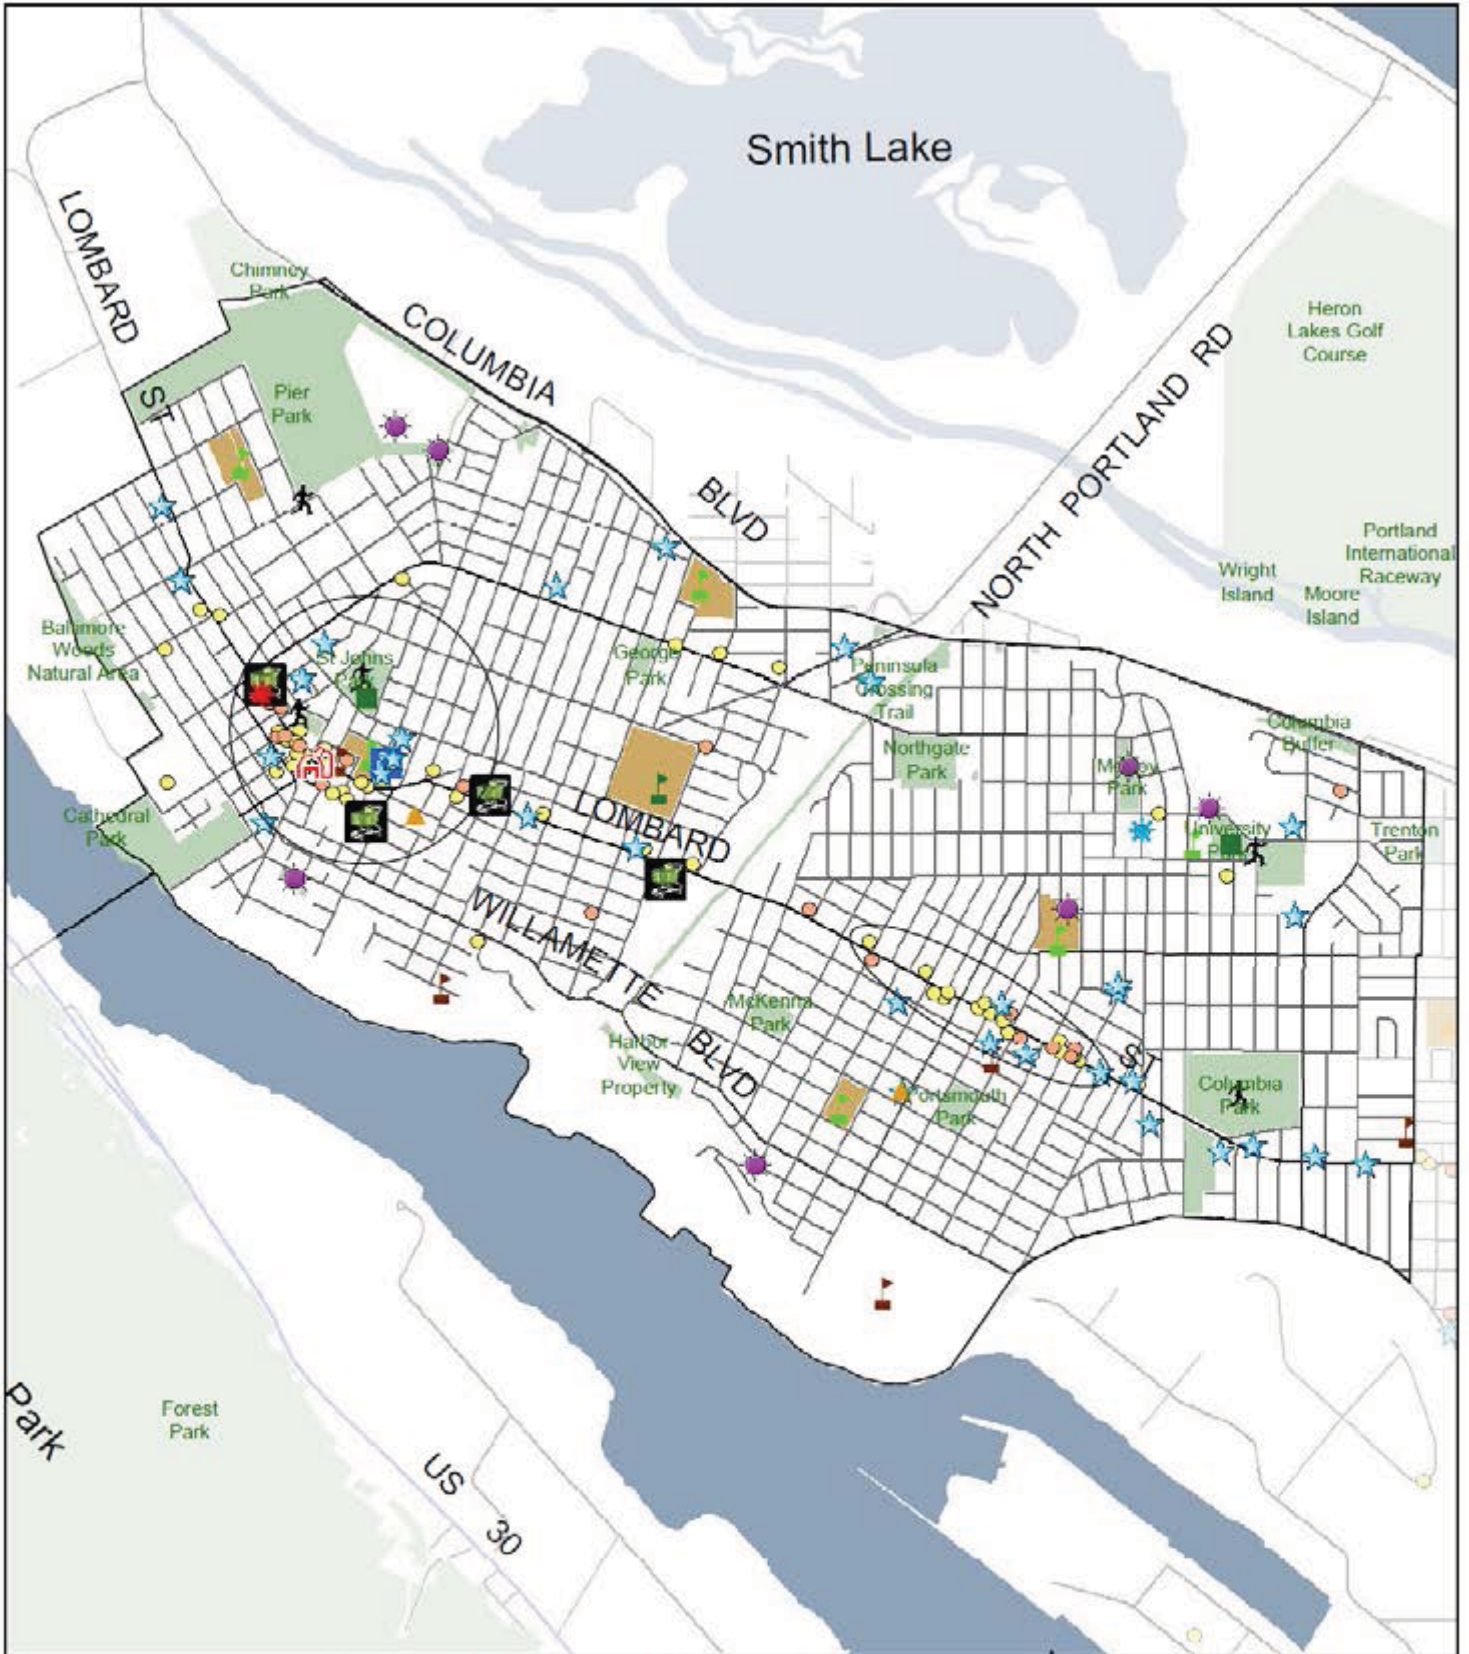 Smith Lake
LOMBARD
ST
Chimney
Park
COLUMBIA
BLVD
NORTH PORTLAND RD
Heron
Lakes Golf
Course
Pier
Park
Portland
International
Raceway
Wright
Island
Moore
Island
Baltimore
Woods
Natural Area
St Johns
Park
George
Park
Peninsula
Crossing
Trail
Columbia
Buffer
Northgate
Park
McCoy
Park
Cathedral
Park
LOMBARD
University
Park
Trenton
Park
WILLAMETTE
BLVD
McKenna
Park
Harbor
View
Property
ST
Portsmouth
Park
Columbia
Park
Park
Forest
Park
US
30